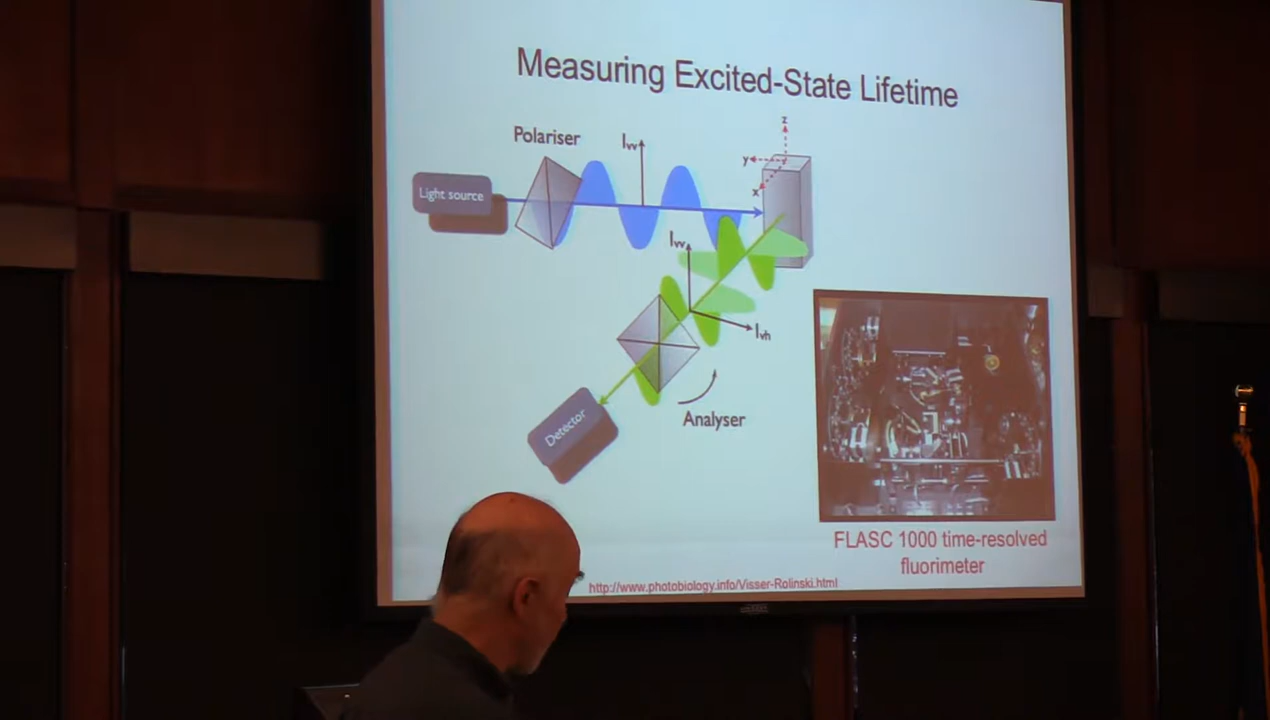 Measuring Excited-State Lifetime
Polariser
Ivv
z
y
x
Light source
Ivv
Ivh
Analyser
Detector
FLASC 1000 time-resolved
fluorimeter
http://www.photobiology.info/Visser-Rolinski.html